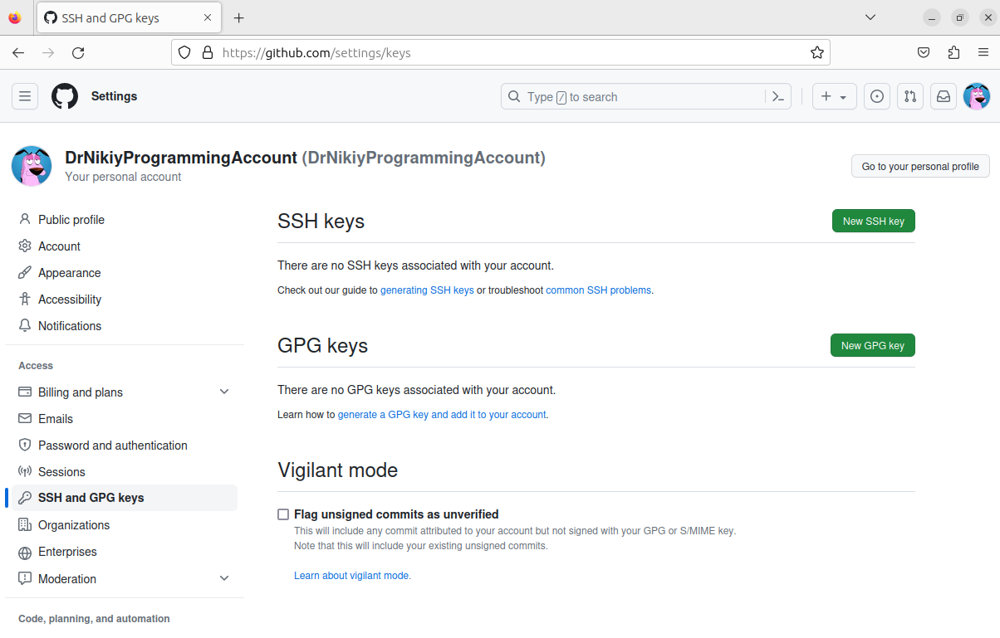 SSH and GPG keys
https://github.com/settings/keys
Settings
Type / to search
DrNikiyProgrammingAccount (DrNikiyProgrammingAccount)
Your personal account
Go to your personal profile
Public profile
Account
Appearance
Accessibility
Notifications
Access
Billing and plans
Emails
Password and authentication
Sessions
SSH and GPG keys
Organizations
Enterprises
Moderation
Code, planning, and automation
SSH keys
New SSH key
There are no SSH keys associated with your account.
Check out our guide to generating SSH keys or troubleshoot common SSH problems.
GPG keys
New GPG key
There are no GPG keys associated with your account.
Learn how to generate a GPG key and add it to your account.
Vigilant mode
Flag unsigned commits as unverified
This will include any commit attributed to your account but not signed with your GPG or S/MIME key.
Note that this will include your existing unsigned commits.
Learn about vigilant mode.